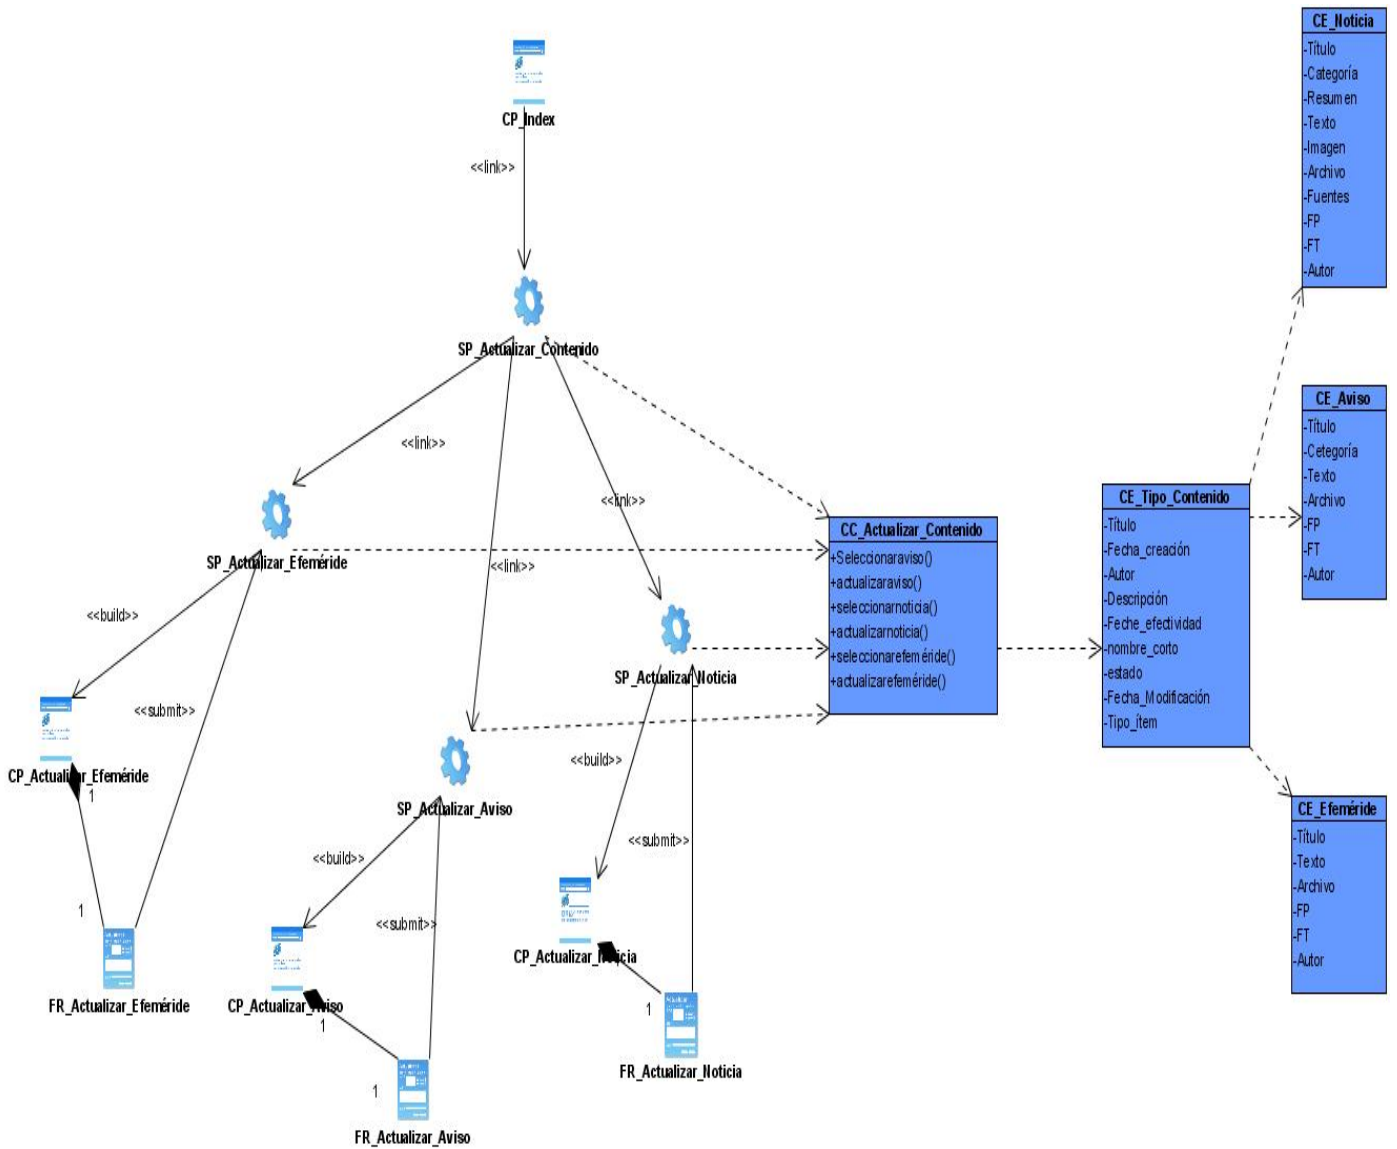 CP_Index
<<link>>
SP_Actualizar_Contenido
<<link>>
<<link>>
<<link>>
SP_Actualizar_Efeméride
<<build>>
<<submit>>
CP_Actualizar_Efeméride
1
1
FR_Actualizar_Efeméride
SP_Actualizar_Aviso
<<build>>
<<submit>>
CP_Actualizar_Aviso
1
1
FR_Actualizar_Aviso
SP_Actualizar_Noticia
<<build>>
<<submit>>
CP_Actualizar_Noticia
1
FR_Actualizar_Noticia
CC_Actualizar_Contenido
+Seleccionaraviso()
+actualizaraviso()
+seleccionarnoticia()
+actualizarnoticia()
+seleccionarefeméride()
+actualizarefeméride()
CE_Tipo_Contenido
-Título
-Fecha_creación
-Autor
-Descripción
-Feche_efectividad
-nombre_corto
-estado
-Fecha_Modificación
-Tipo_ítem
CE_Noticia
-Título
-Categoría
-Resumen
-Texto
-Imagen
-Archivo
-Fuentes
-FP
-FT
-Autor
CE_Aviso
-Título
-Cetegoría
-Texto
-Archivo
-FP
-FT
-Autor
CE_Efeméride
-Título
-Texto
-Archivo
-FP
-FT
-Autor